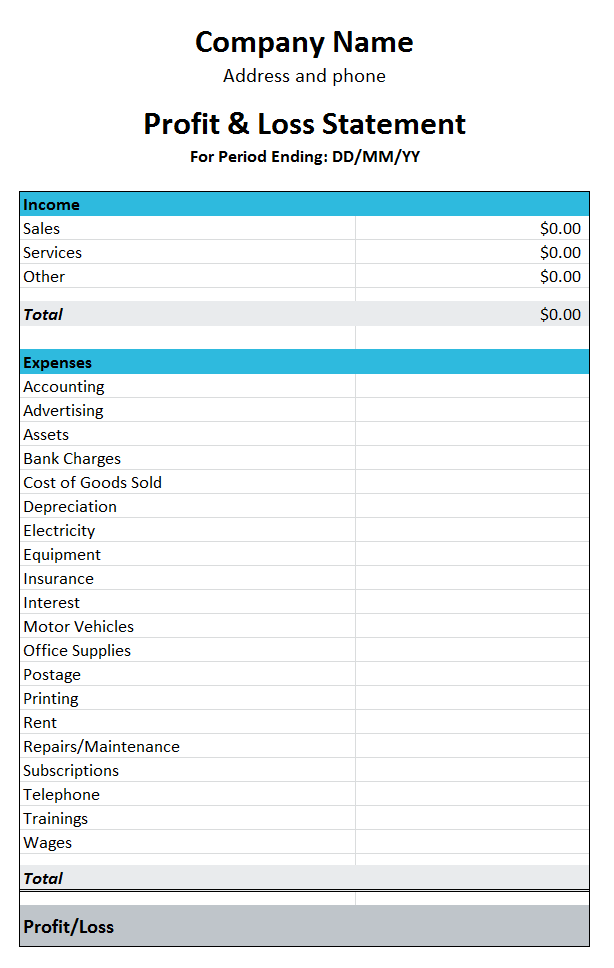 Company Name
Address and phone
Profit & Loss Statement
For Period Ending: DD/MM/YY
Income
Sales $0.00
Services $0.00
Other $0.00
Total $0.00
Expenses
Accounting
Advertising
Assets
Bank Charges
Cost of Goods Sold
Depreciation
Electricity
Equipment
Insurance
Interest
Motor Vehicles
Office Supplies
Postage
Printing
Rent
Repairs/Maintenance
Subscriptions
Telephone
Trainings
Wages
Total
Profit/Loss